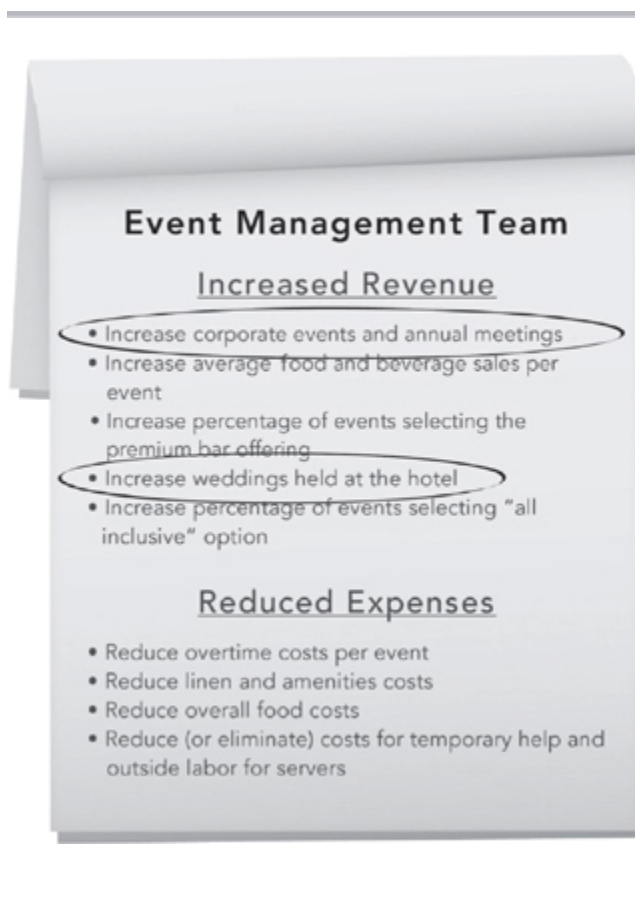 Event Management Team
Increased Revenue
• Increase corporate events and annual meetings
• Increase average food and beverage sales per
event
• Increase percentage of events selecting the
premium bar offering
• Increase weddings held at the hotel
• Increase percentage of events selecting “all
inclusive” option
Reduced Expenses
• Reduce overtime costs per event
• Reduce linen and amenities costs
• Reduce overall food costs
• Reduce (or eliminate) costs for temporary help and
outside labor for servers